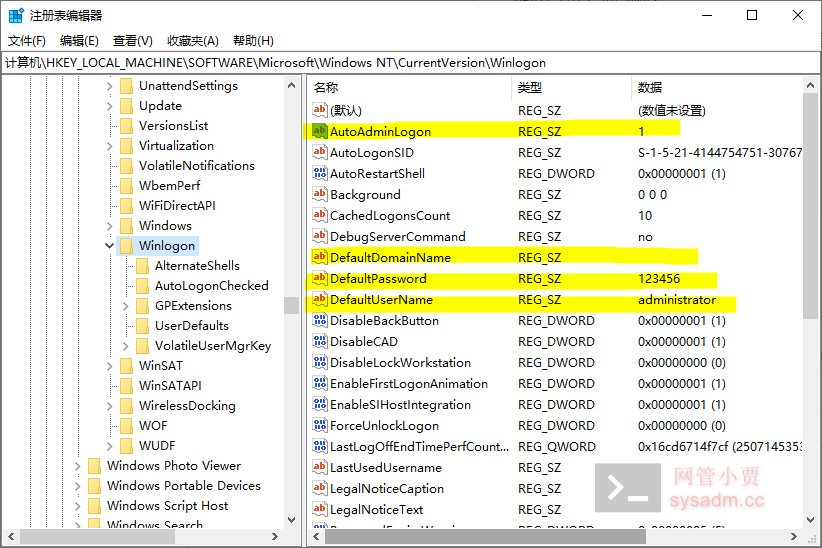 注册表编辑器
文件(F) 编辑(E) 查看(V) 收藏夹(A) 帮助(H)
计算机\HKEY_LOCAL_MACHINE\SOFTWARE\Microsoft\Windows NT\CurrentVersion\Winlogon
UnattendSettings
Update
VersionsList
Virtualization
VolatileNotifications
WbemPerf
WiFiDirectAPI
Windows
Winlogon
AlternateShells
AutoLogonChecked
GPExtensions
UserDefaults
VolatileUserMgrKey
WinSAT
WinSATAPI
WirelessDocking
WOF
WUDF
Windows Photo Viewer
Windows Portable Devices
Windows Script Host
Windows Search
名称 类型 数据
(默认) REG_SZ (数值未设置)
AutoAdminLogon REG_SZ 1
AutoLogonSID REG_SZ S-1-5-21-4144754751-30767
AutoRestartShell REG_DWORD 0x00000001 (1)
Background REG_SZ 0 0 0
CachedLogonsCount REG_SZ 10
DebugServerCommand REG_SZ no
DefaultDomainName REG_SZ
DefaultPassword REG_SZ 123456
DefaultUserName REG_SZ administrator
DisableBackButton REG_DWORD 0x00000001 (1)
DisableCAD REG_DWORD 0x00000001 (1)
DisableLockWorkstation REG_DWORD 0x00000000 (0)
EnableFirstLogonAnimation REG_DWORD 0x00000001 (1)
EnableSIHostIntegration REG_DWORD 0x00000001 (1)
ForceUnlockLogon REG_DWORD 0x00000000 (0)
LastLogOffEndTimePerfCount... REG_QWORD 0x16cd6714f7cf (2507145353
LastUsedUsername REG_SZ
LegalNoticeCaption REG_SZ
LegalNoticeText REG_SZ
网管小贾
sysadm.cc